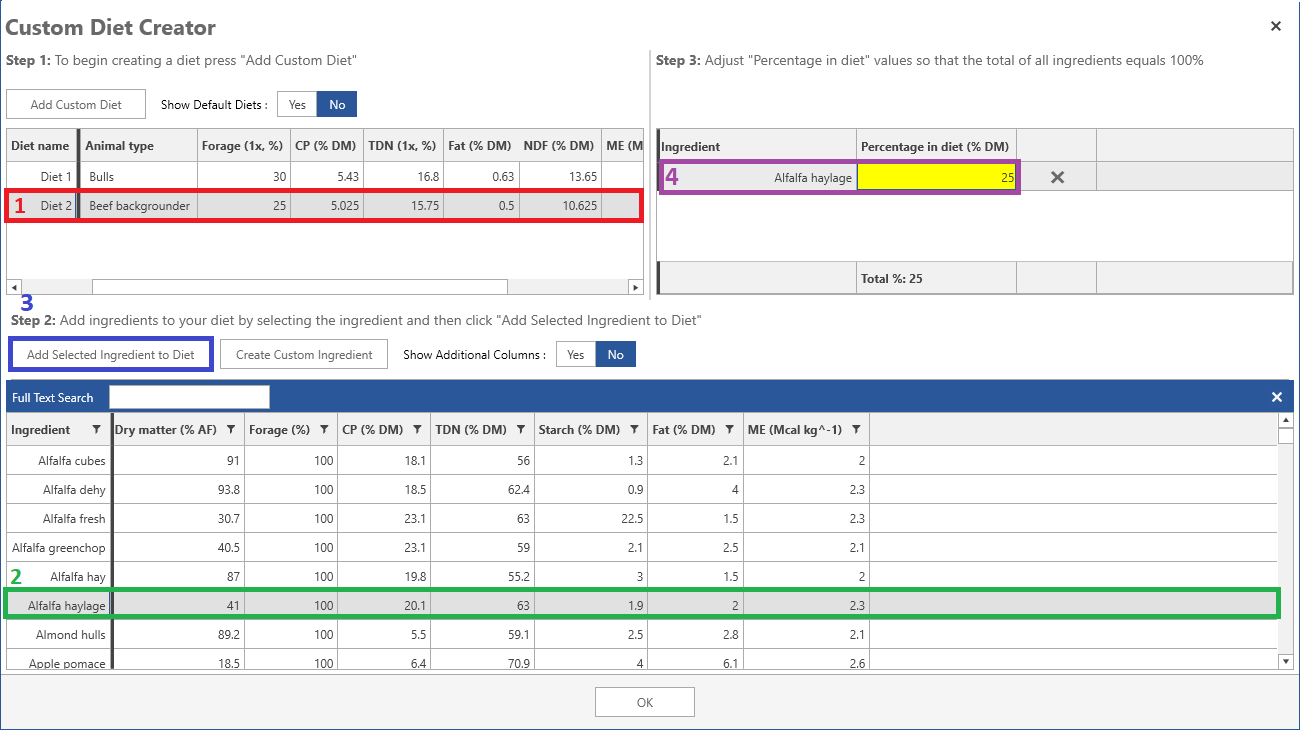 Custom Diet Creator
Step 1: To begin creating a diet press "Add Custom Diet"
Add Custom Diet Show Default Diets : Yes No
Diet name Animal type Forage (1x, %) CP (% DM) TDN (1x, %) Fat (% DM) NDF (% DM) ME (M
Diet 1 Bulls 30 5.43 16.8 0.63 13.65
1 Diet 2 Beef backgrounder 25 5.025 15.75 0.5 10.625
Step 3: Adjust "Percentage in diet" values so that the total of all ingredients equals 100%
Ingredient Percentage in diet (% DM)
4 Alfalfa haylage 25
Total %: 25
3
Step 2: Add ingredients to your diet by selecting the ingredient and then click "Add Selected Ingredient to Diet"
Add Selected Ingredient to Diet Create Custom Ingredient Show Additional Columns : Yes No
Full Text Search
Ingredient Dry matter (% AF) Forage (%) CP (% DM) TDN (% DM) Starch (% DM) Fat (% DM) ME (Mcal kg^-1)
Alfalfa cubes 91 100 18.1 56 1.3 2.1 2
Alfalfa dehy 93.8 100 18.5 62.4 0.9 4 2.3
Alfalfa fresh 30.7 100 23.1 63 22.5 1.5 2.3
Alfalfa greenchop 40.5 100 23.1 59 2.1 2.5 2.1
2 Alfalfa hay 87 100 19.8 55.2 3 1.5 2
Alfalfa haylage 41 100 20.1 63 1.9 2 2.3
Almond hulls 89.2 100 5.5 59.1 2.5 2.8 2.1
Apple pomace 18.5 100 6.4 70.9 4 6.1 2.6
OK